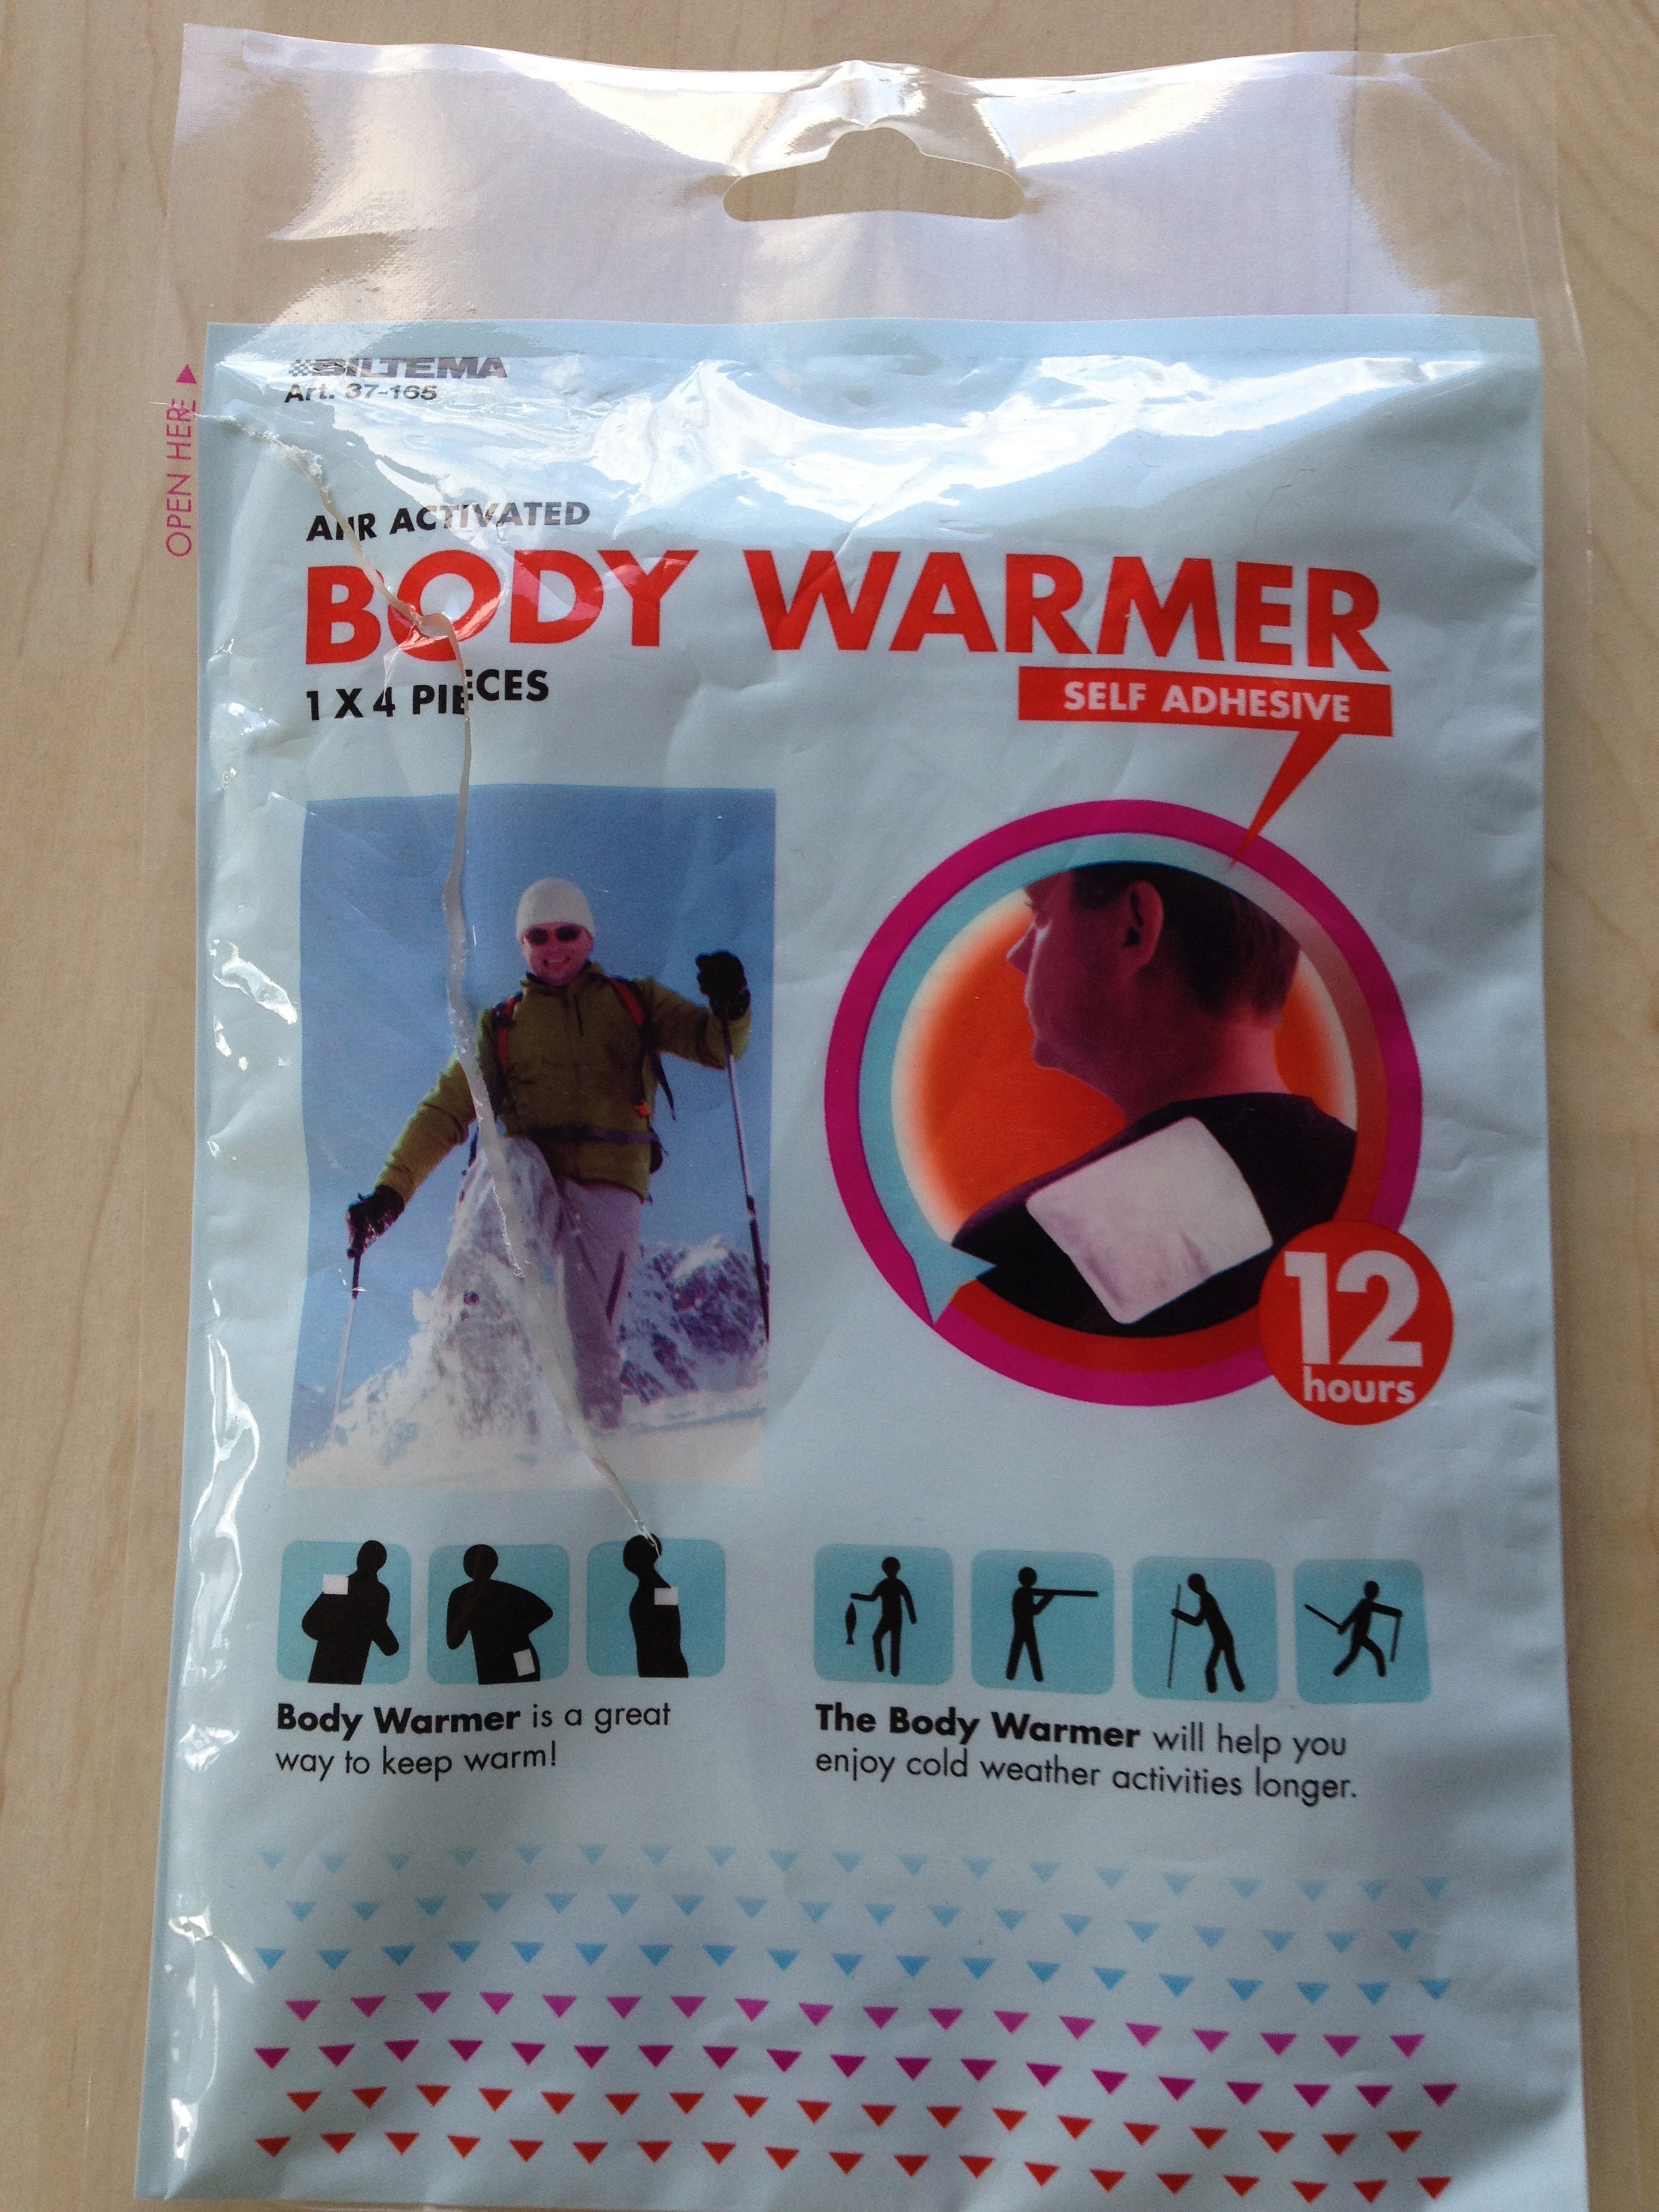 BILTEMA
Art. 37-165
OPEN HERE
AIR ACTIVATED
BODY WARMER
1 X 4 PIECES
SELF ADHESIVE
12
hours
Body Warmer is a great
way to keep warm!
The Body Warmer will help you
enjoy cold weather activities longer.